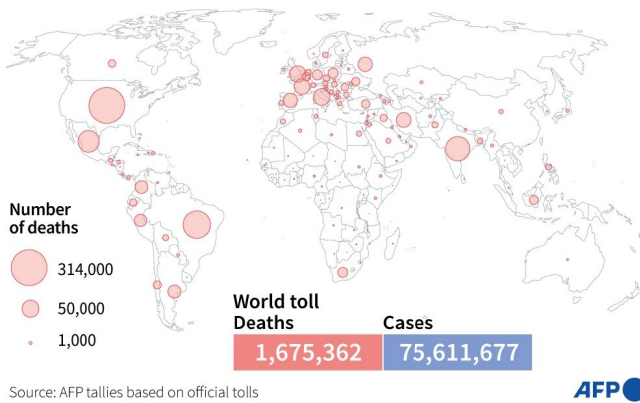 Number
of deaths
314,000
50,000
1,000
World toll
Deaths
Cases
1,675,362
75,611,677
Source: AFP tallies based on official tolls
AFP